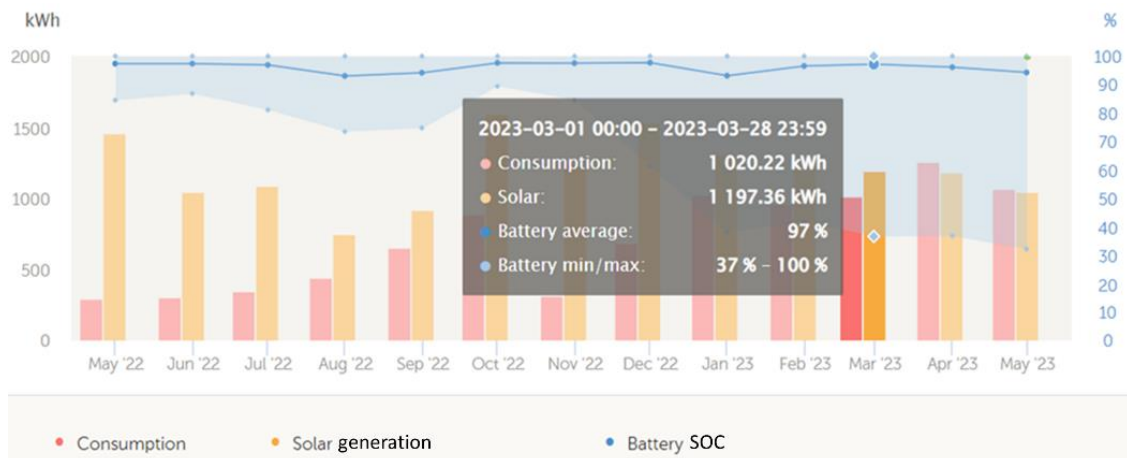 kWh %
2000 100
90
1500 80
70
1000 60
50
500 40
30
20
10
0 0
2023-03-01 00:00 – 2023-03-28 23:59
Consumption: 1 020.22 kWh
Solar: 1 197.36 kWh
Battery average: 97 %
Battery min/max: 37 % – 100 %
May '22 Jun '22 Jul '22 Aug '22 Sep '22 Oct '22 Nov '22 Dec '22 Jan '23 Feb '23 Mar '23 Apr '23 May '23
Consumption Solar generation Battery SOC